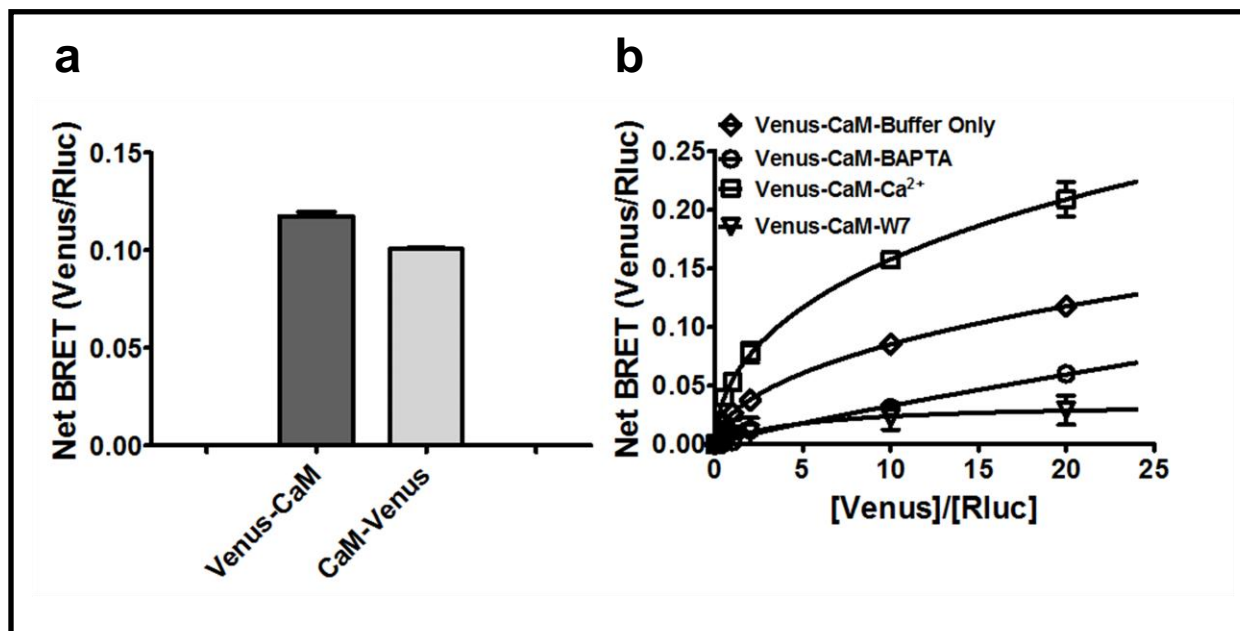 a
Net BRET (Venus/Rluc)
0.15
0.10
0.05
0.00
Venus-CaM
CaM-Venus
b
Venus-CaM-Buffer Only
Venus-CaM-BAPTA
Venus-CaM-Ca²⁺
Venus-CaM-W7
Net BRET (Venus/Rluc)
0.25
0.20
0.15
0.10
0.05
0.00
0 5 10 15 20 25
[Venus]/[Rluc]